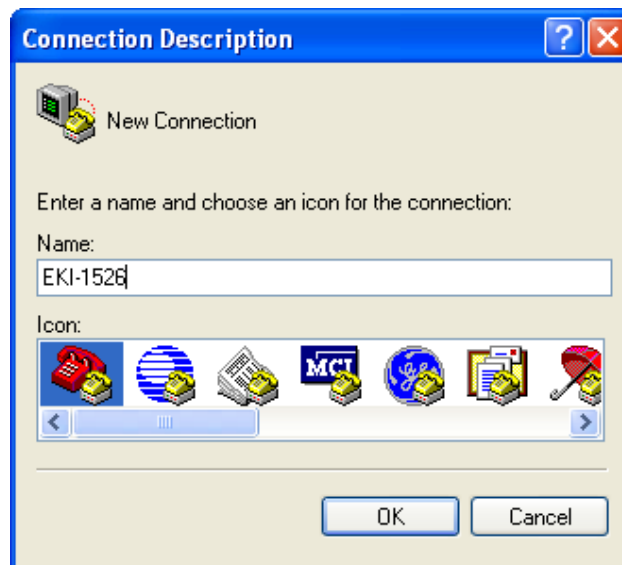 Connection Description
New Connection
Enter a name and choose an icon for the connection:
Name:
EKI-1526
Icon:
MCI
OK
Cancel